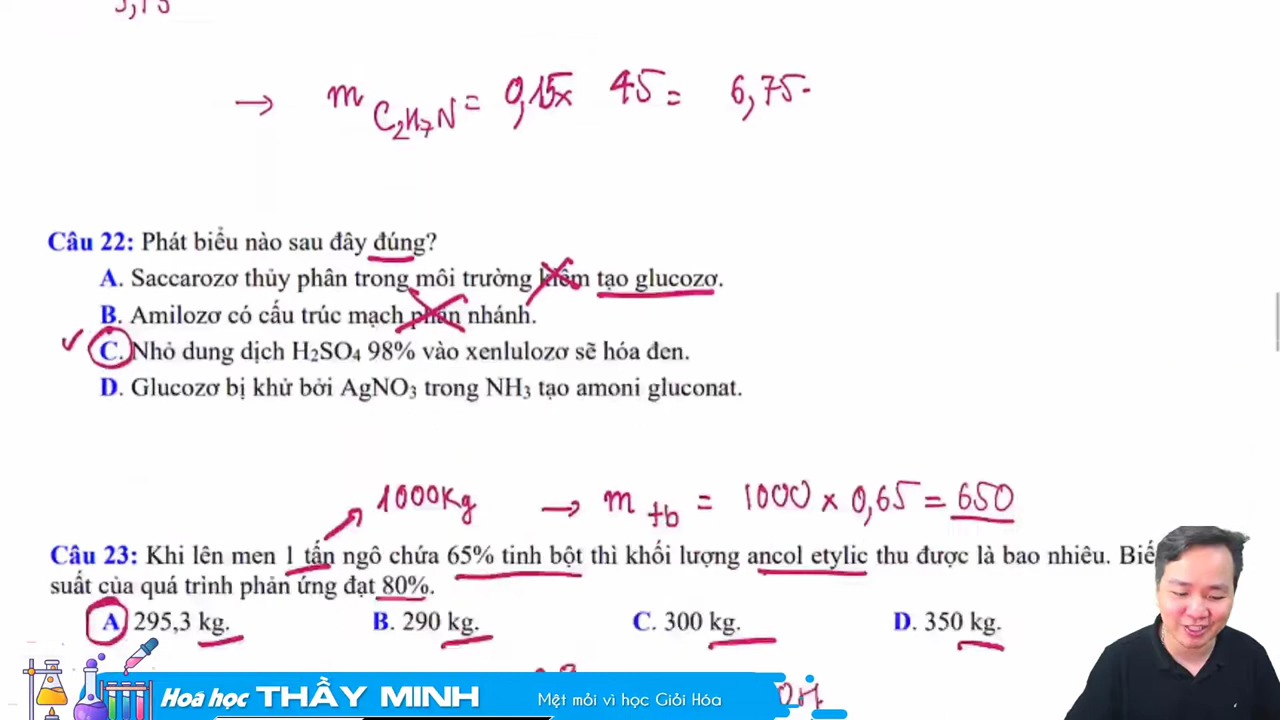 → m C₂H₇N = 0,15x 45 = 6,75.
Câu 22: Phát biểu nào sau đây đúng?
A. Saccarozơ thủy phân trong môi trường kiềm tạo glucozơ.
B. Amilozơ có cấu trúc mạch phân nhánh.
C. Nhỏ dung dịch H₂SO₄ 98% vào xenlulozơ sẽ hóa đen.
D. Glucozơ bị khử bởi AgNO₃ trong NH₃ tạo amoni gluconat.
1000Kg → m tb = 1000 x 0,65 = 650
Câu 23: Khi lên men 1 tấn ngô chứa 65% tinh bột thì khối lượng ancol etylic thu được là bao nhiêu.
suất của quá trình phản ứng đạt 80%.
A. 295,3 kg. B. 290 kg. C. 300 kg. D. 350 kg.
Hoá học THẦY MINH Mệt mỏi vì học Giỏi Hóa